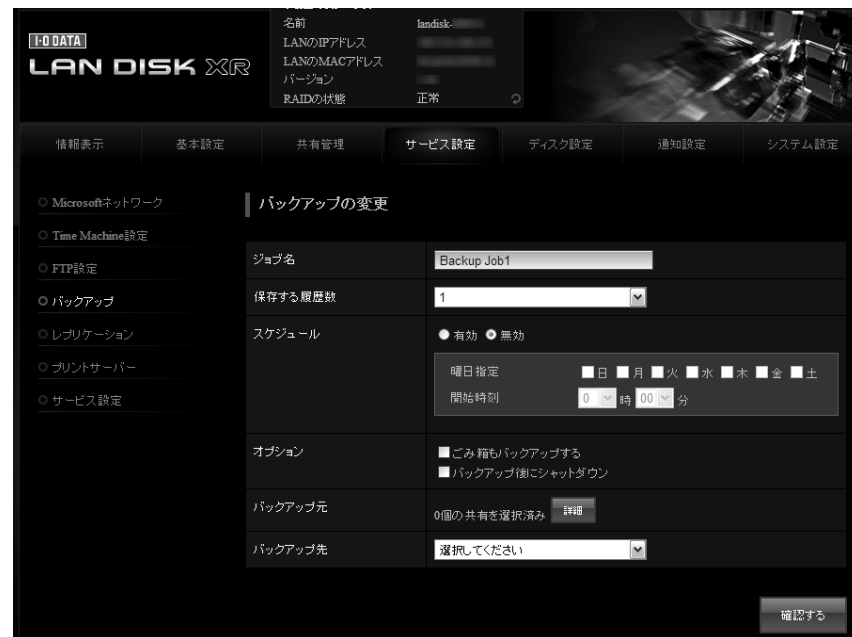 I-O DATA
LAN DISK XR
名前 landisk-
LANのIPアドレス
LANのMACアドレス
バージョン
RAIDの状態 正常
情報表示 基本設定 共有管理 サービス設定 ディスク設定 通知設定 システム設定
Microsoftネットワーク
Time Machine設定
FTP設定
バックアップ
レプリケーション
プリントサーバー
サービス設定
バックアップの変更
ジョブ名 Backup Job1
保存する履歴数 1
スケジュール 有効 無効
曜日指定 日 月 火 水 木 金 土
開始時刻 0 時 00 分
オプション ごみ箱もバックアップする
バックアップ後にシャットダウン
バックアップ元 0個の共有を選択済み 詳細
バックアップ先 選択してください
確認する